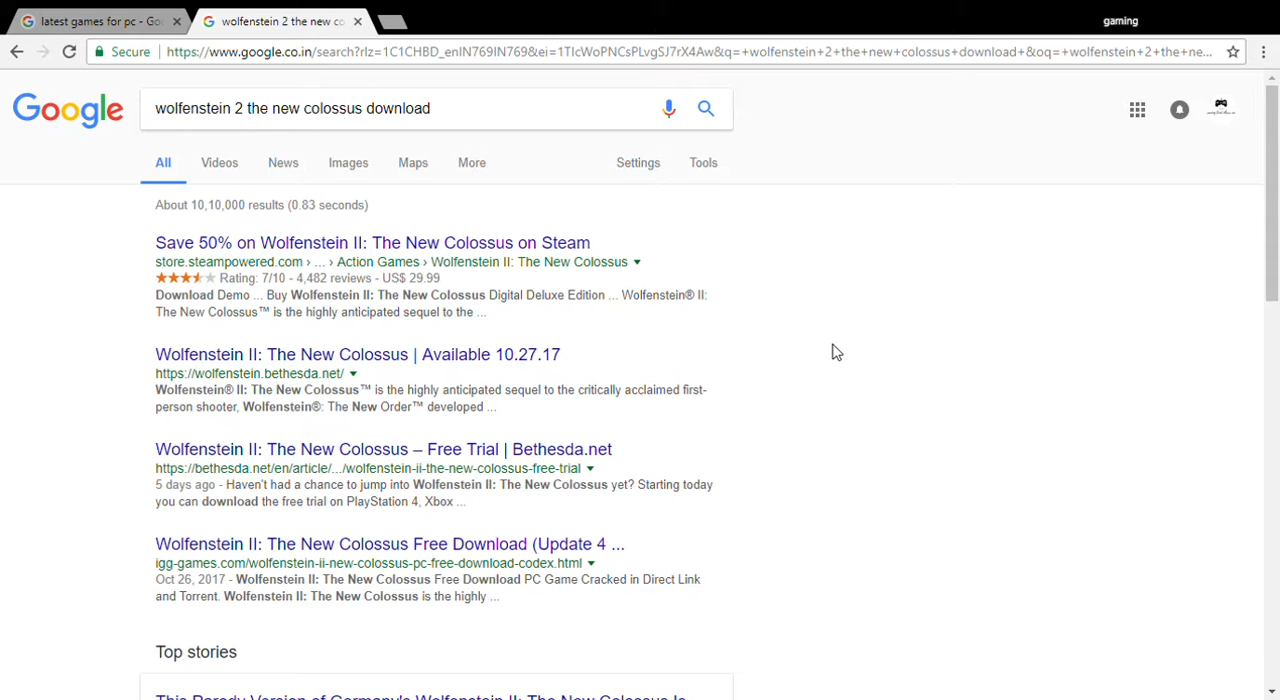 latest games for pc - Go
wolfenstein 2 the new co
gaming
Secure
https://www.google.co.in/search?rlz=1C1CHBD_enIN769IN769&ei=1TIcWoPNCsPLvgSJ7rX4Aw&q=+wolfenstein+2+the+new+colossus+download+&oq=+wolfenstein+2+the+ne...
Google
wolfenstein 2 the new colossus download
All Videos News Images Maps More Settings Tools
About 10,10,000 results (0.83 seconds)
Save 50% on Wolfenstein II: The New Colossus on Steam
store.steampowered.com › ... › Action Games › Wolfenstein II: The New Colossus
Rating: 7/10 - 4,482 reviews - US$ 29.99
Download Demo ... Buy Wolfenstein II: The New Colossus Digital Deluxe Edition ... Wolfenstein® II:
The New Colossus™ is the highly anticipated sequel to the ...
Wolfenstein II: The New Colossus | Available 10.27.17
https://wolfenstein.bethesda.net/
Wolfenstein® II: The New Colossus™ is the highly anticipated sequel to the critically acclaimed first-
person shooter, Wolfenstein®: The New Order™ developed ...
Wolfenstein II: The New Colossus – Free Trial | Bethesda.net
https://bethesda.net/en/article/.../wolfenstein-ii-the-new-colossus-free-trial
5 days ago - Haven't had a chance to jump into Wolfenstein II: The New Colossus yet? Starting today
you can download the free trial on PlayStation 4, Xbox ...
Wolfenstein II: The New Colossus Free Download (Update 4 ...
igg-games.com/wolfenstein-ii-new-colossus-pc-free-download-codex.html
Oct 26, 2017 - Wolfenstein II: The New Colossus Free Download PC Game Cracked in Direct Link
and Torrent. Wolfenstein II: The New Colossus is the highly ...
Top stories
This Parody Version of Germany's Wolfenstein II: The New Colossus Is